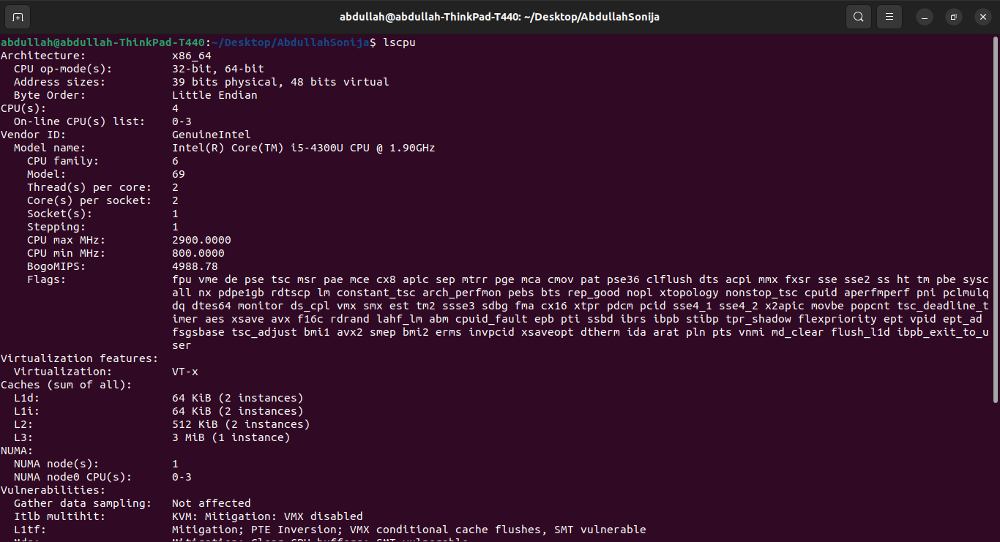 abdullah@abdullah-ThinkPad-T440: ~/Desktop/AbdullahSonija
abdullah@abdullah-ThinkPad-T440:~/Desktop/AbdullahSonija$ lscpu
Architecture: x86_64
CPU op-mode(s): 32-bit, 64-bit
Address sizes: 39 bits physical, 48 bits virtual
Byte Order: Little Endian
CPU(s): 4
On-line CPU(s) list: 0-3
Vendor ID: GenuineIntel
Model name: Intel(R) Core(TM) i5-4300U CPU @ 1.90GHz
CPU family: 6
Model: 69
Thread(s) per core: 2
Core(s) per socket: 2
Socket(s): 1
Stepping: 1
CPU max MHz: 2900.0000
CPU min MHz: 800.0000
BogoMIPS: 4988.78
Flags: fpu vme de pse tsc msr pae mce cx8 apic sep mtrr pge mca cmov pat pse36 clflush dts acpi mmx fxsr sse sse2 ss ht tm pbe sysc
all nx pdpe1gb rdtscp lm constant_tsc arch_perfmon pebs bts rep_good nopl xtopology nonstop_tsc cpuid aperfmperf pni pclmulq
dq dtes64 monitor ds_cpl vmx smx est tm2 ssse3 sdbg fma cx16 xtpr pdcm pcid sse4_1 sse4_2 x2apic movbe popcnt tsc_deadline_t
imer aes xsave avx f16c rdrand lahf_lm abm cpuid_fault epb pti ssbd ibrs ibpb stibp tpr_shadow flexpriority ept vpid ept_ad
fsgsbase tsc_adjust bmi1 avx2 smep bmi2 erms invpcid xsaveopt dtherm ida arat pln pts vnmi md_clear flush_l1d ibpb_exit_to_u
ser
Virtualization features:
Virtualization: VT-x
Caches (sum of all):
L1d: 64 KiB (2 instances)
L1i: 64 KiB (2 instances)
L2: 512 KiB (2 instances)
L3: 3 MiB (1 instance)
NUMA:
NUMA node(s): 1
NUMA node0 CPU(s): 0-3
Vulnerabilities:
Gather data sampling: Not affected
Itlb multihit: KVM: Mitigation: VMX disabled
L1tf: Mitigation; PTE Inversion; VMX conditional cache flushes, SMT vulnerable
Mds: Mitigation; Clear CPU buffers; SMT vulnerable